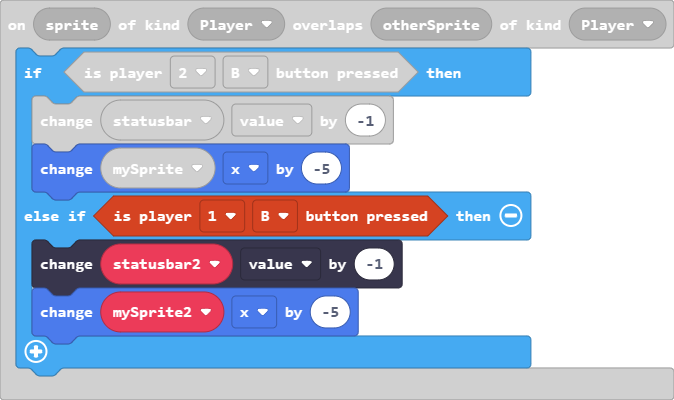 on sprite of kind Player overlaps otherSprite of kind Player
if is player 2 B button pressed then
change statusbar value by -1
change mySprite x by -5
else if is player 1 B button pressed then
change statusbar2 value by -1
change mySprite2 x by -5